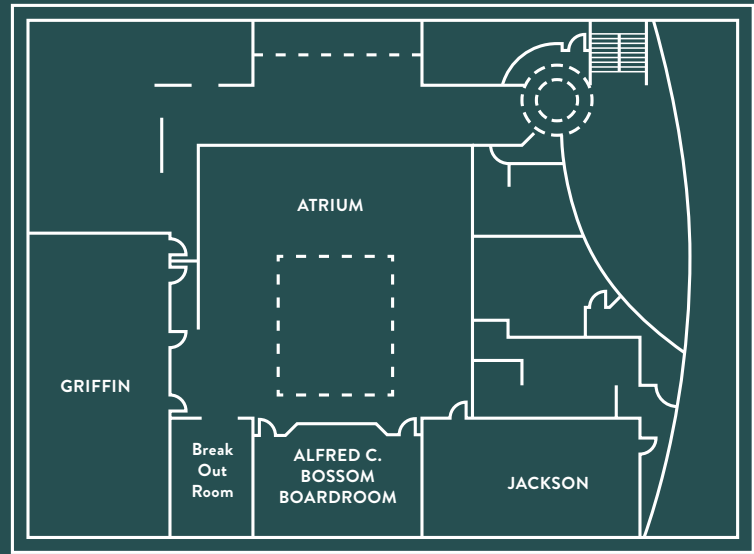 ATRIUM
GRIFFIN
Break
Out
Room
ALFRED C.
BOSSOM
BOARDROOM
JACKSON